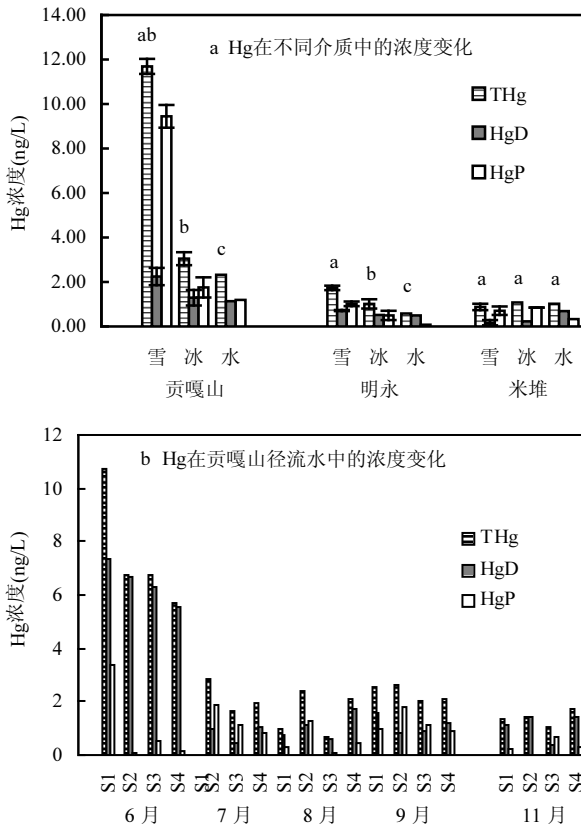 14.00
12.00
10.00
8.00
6.00
4.00
2.00
0.00
Hg浓度(ng/L)
a Hg在不同介质中的浓度变化
THg
HgD
HgP
ab
b
c
a
b
c
a
a
a
雪 冰 水 雪 冰 水 雪 冰 水
贡嘎山 明永 米堆
12
10
8
6
4
2
0
Hg浓度(ng/L)
b Hg在贡嘎山径流水中的浓度变化
THg
HgD
HgP
S1 S2 S3 S4 S1 S2 S3 S4 S1 S2 S3 S4 S1 S2 S3 S4 S1 S2 S3 S4
6 月 7 月 8 月 9 月 11 月